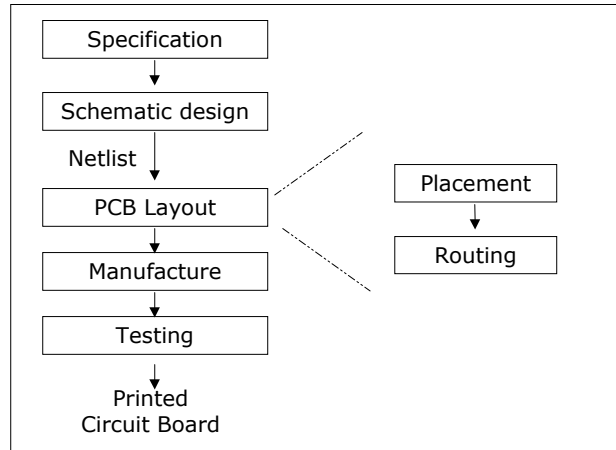 Specification
Schematic design
Netlist
PCB Layout
Manufacture
Testing
Printed
Circuit Board
Placement
Routing